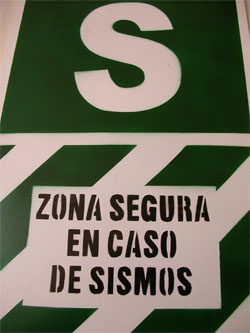 S
ZONA SEGURA
EN CASO
DE SISMOS